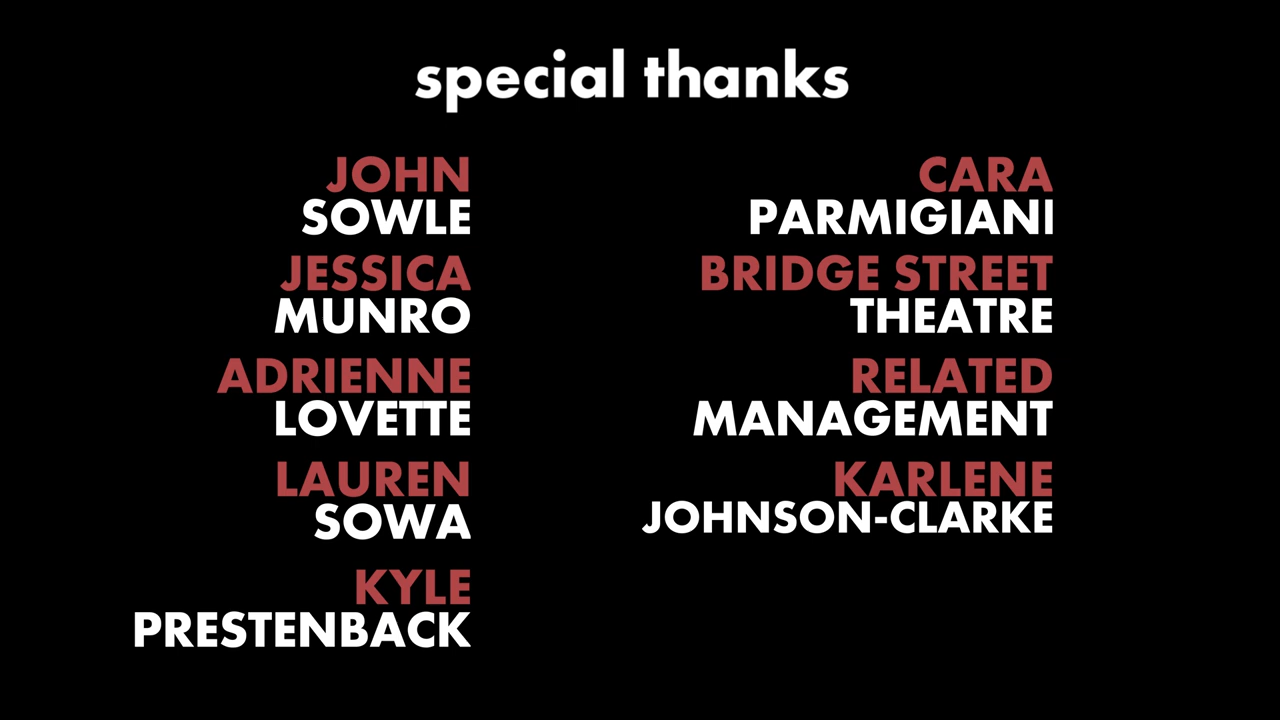 special thanks
JOHN
SOWLE
JESSICA
MUNRO
ADRIENNE
LOVETTE
LAUREN
SOWA
KYLE
PRESTENBACK
CARA
PARMIGIANI
BRIDGE STREET
THEATRE
RELATED
MANAGEMENT
KARLENE
JOHNSON-CLARKE